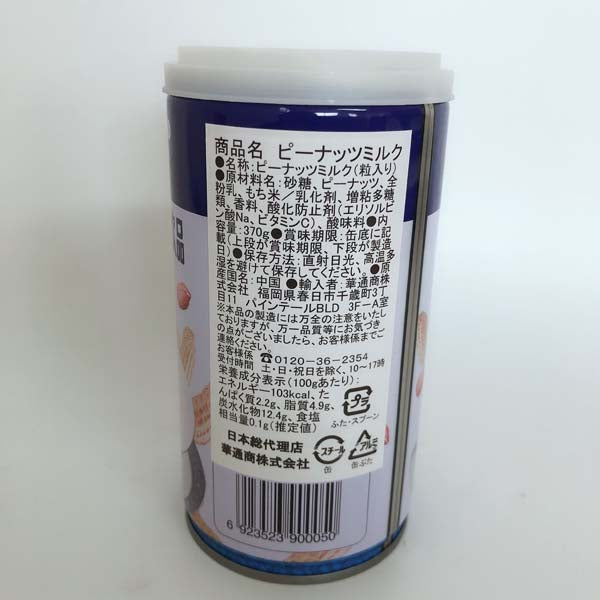 商品名 ピーナッツミルク
●名称:ピーナッツミルク(粒入り)
●原材料名:砂糖、ピーナッツ、全
粉乳、もち米/乳化剤、増粘多糖
類、香料、酸化防止剤(エリソルビ
ン酸Na、ビタミンC)、酸味料●内
容量:370g●賞味期限:缶底に記
載(上段が賞味期限、下段が製造
日)●保存方法:直射日光、高温多
湿を避けて保存してください。●原
産国名:中国 ●輸入者:華通商株
式会社 福岡県春日市千歳町3丁
目11 パインテールBLD 3F-A室
※本品の製造には万全の注意をいたし
ておりますが、万一品質等にお気づき
の点がございましたら、お客様係までご
連絡ください。
お客様係 ☎0120-36-2354
受付時間 土・日・祝日を除く、10~17時
栄養成分表示(100gあたり):
エネルギー103kcal、た
んぱく質2.2g、脂質4.9g、
炭水化物12.4g、食塩
相当量0.1g(推定値)
プラ
ふた・スプーン
日本総代理店
華通商株式会社
スチール
缶
アルミ
缶ぶた
6 923523 900050
品